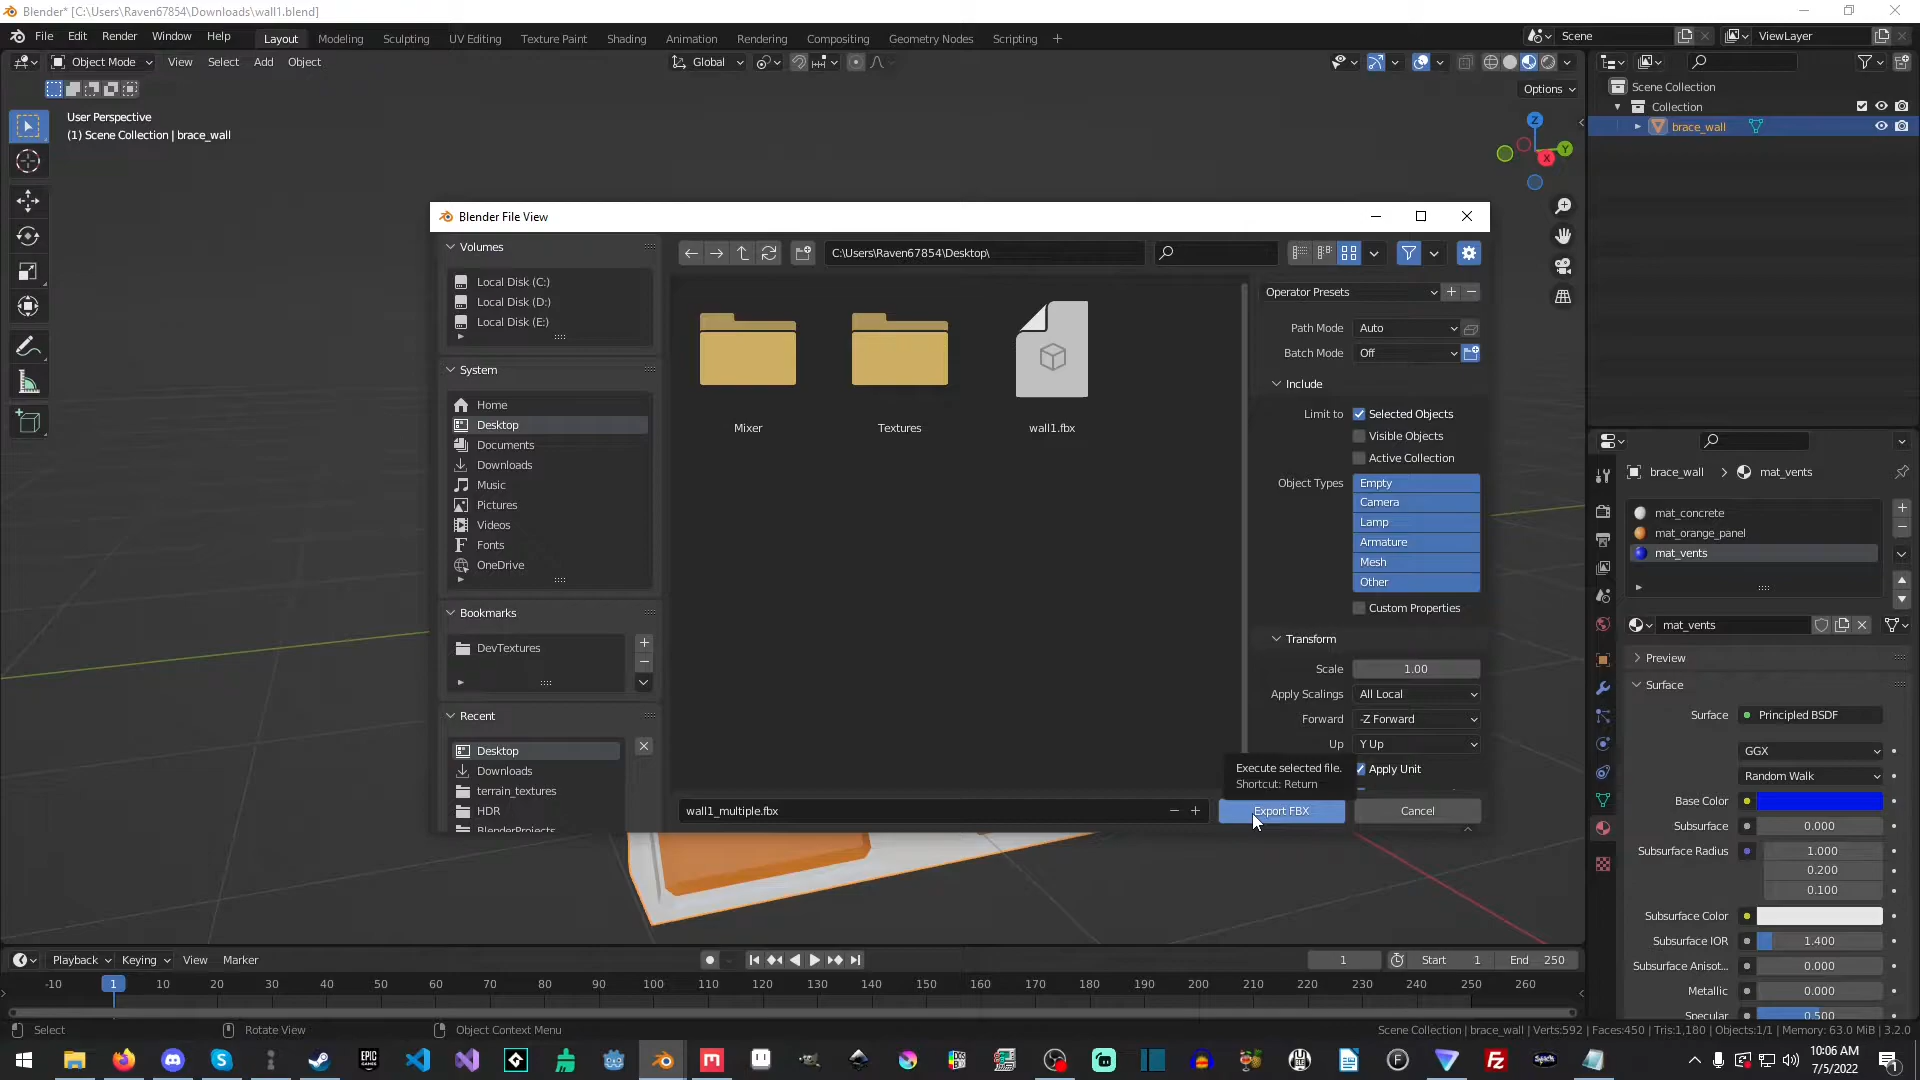 Blender* [C:\Users\Raven67854\Downloads\wall1.blend]
File Edit Render Window Help Layout Modeling Sculpting UV Editing Texture Paint Shading Animation Rendering Compositing Geometry Nodes Scripting + Scene ViewLayer
Object Mode View Select Add Object Global
Options
User Perspective
(1) Scene Collection | brace_wall
Z
Y
X
Scene Collection
Collection
brace_wall
Blender File View
Volumes
Local Disk (C:)
Local Disk (D:)
Local Disk (E:)
System
Home
Desktop
Documents
Downloads
Music
Pictures
Videos
Fonts
OneDrive
Bookmarks
DevTextures
Recent
Desktop
Downloads
terrain_textures
HDR
BlenderProjects
C:\Users\Raven67854\Desktop\
Mixer
Textures
wall1.fbx
Operator Presets
Path Mode Auto
Batch Mode Off
Include
Limit to Selected Objects
Visible Objects
Active Collection
Object Types Empty
Camera
Lamp
Armature
Mesh
Other
Custom Properties
Transform
Scale 1.00
Apply Scalings All Local
Forward -Z Forward
Up Y Up
Apply Unit
Execute selected file.
Shortcut: Return
wall1_multiple.fbx
Export FBX
Cancel
brace_wall mat_vents
mat_concrete
mat_orange_panel
mat_vents
mat_vents
Preview
Surface
Surface Principled BSDF
GGX
Random Walk
Base Color
Subsurface 0.000
Subsurface Radius 1.000
0.200
0.100
Subsurface Color
Subsurface IOR 1.400
Subsurface Anisot... 0.000
Metallic 0.000
Specular 0.500
Playback Keying View Marker 1 Start 1 End 250
-10 1 10 20 30 40 50 60 70 80 90 100 110 120 130 140 150 160 170 180 190 200 210 220 230 240 250 260
Select Rotate View Object Context Menu
Scene Collection | brace_wall | Verts:592 | Faces:450 | Tris:1,180 | Objects:1/1 | Memory: 63.0 MiB | 3.2.0
EPIC GAMES
10:06 AM
7/5/2022